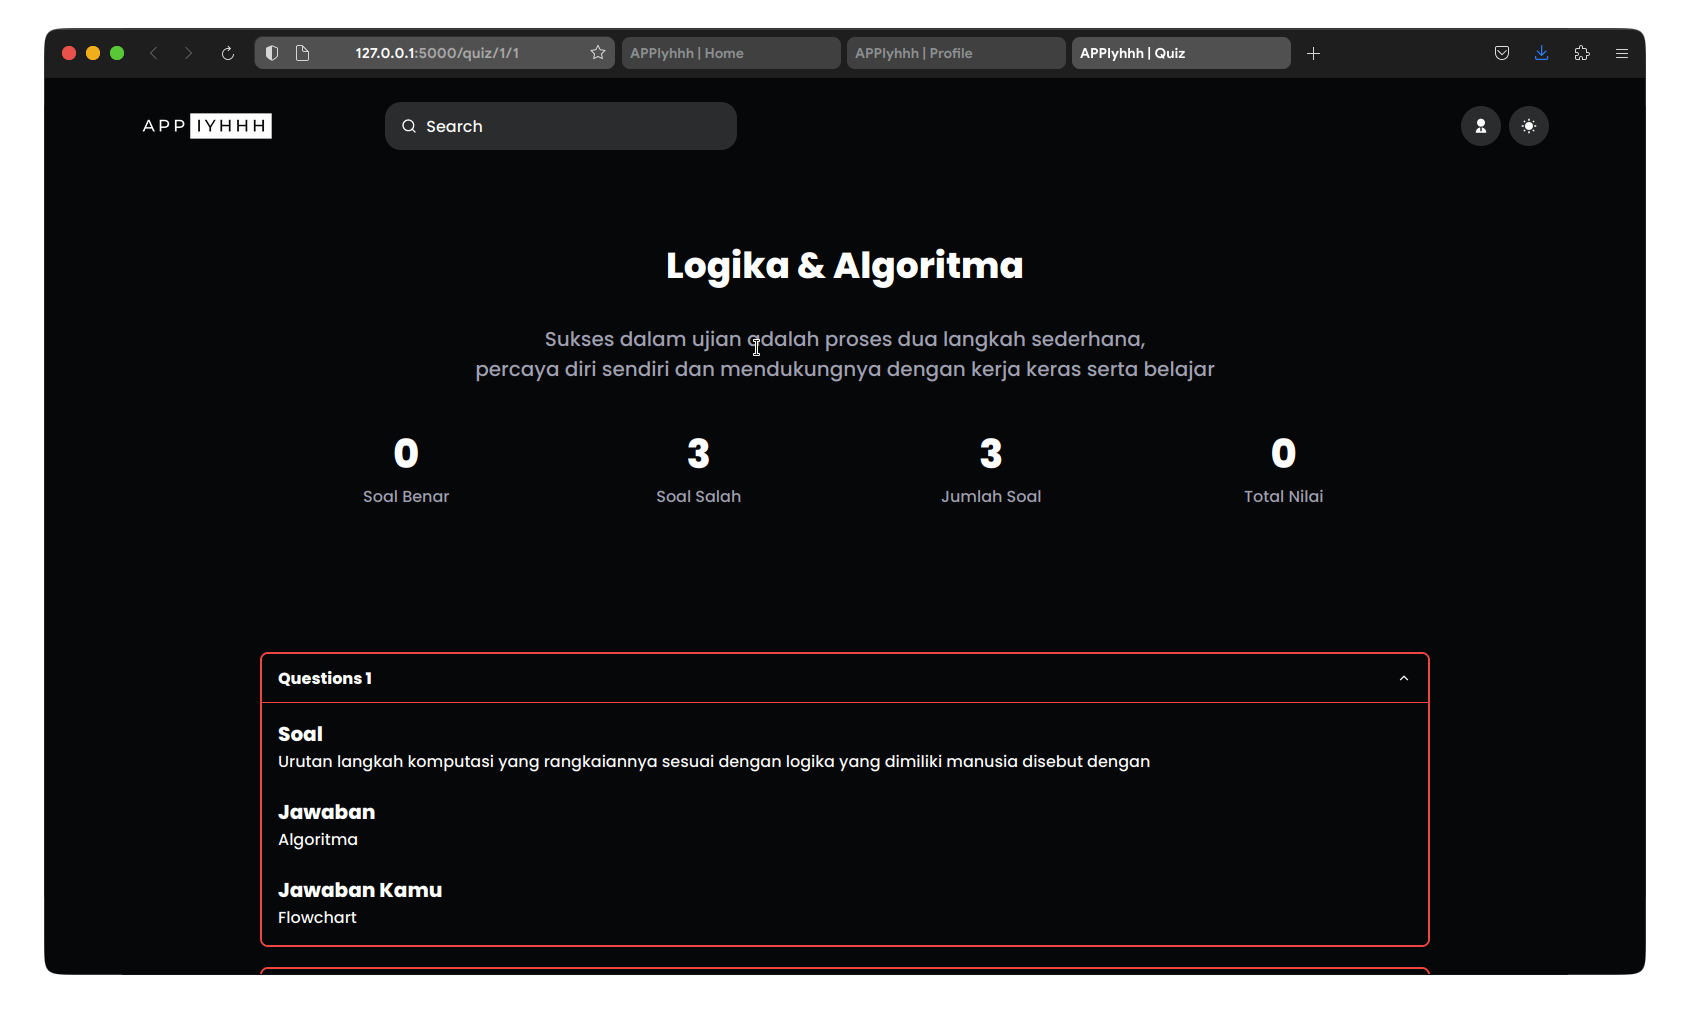 127.0.0.1:5000/quiz/1/1
APPIyhhh | Home
APPIyhhh | Profile
APPIyhhh | Quiz
APP IYHHH
Search
Logika & Algoritma
Sukses dalam ujian adalah proses dua langkah sederhana,
percaya diri sendiri dan mendukungnya dengan kerja keras serta belajar
0
3
3
0
Soal Benar
Soal Salah
Jumlah Soal
Total Nilai
Questions 1
Soal
Urutan langkah komputasi yang rangkaiannya sesuai dengan logika yang dimiliki manusia disebut dengan
Jawaban
Algoritma
Jawaban Kamu
Flowchart